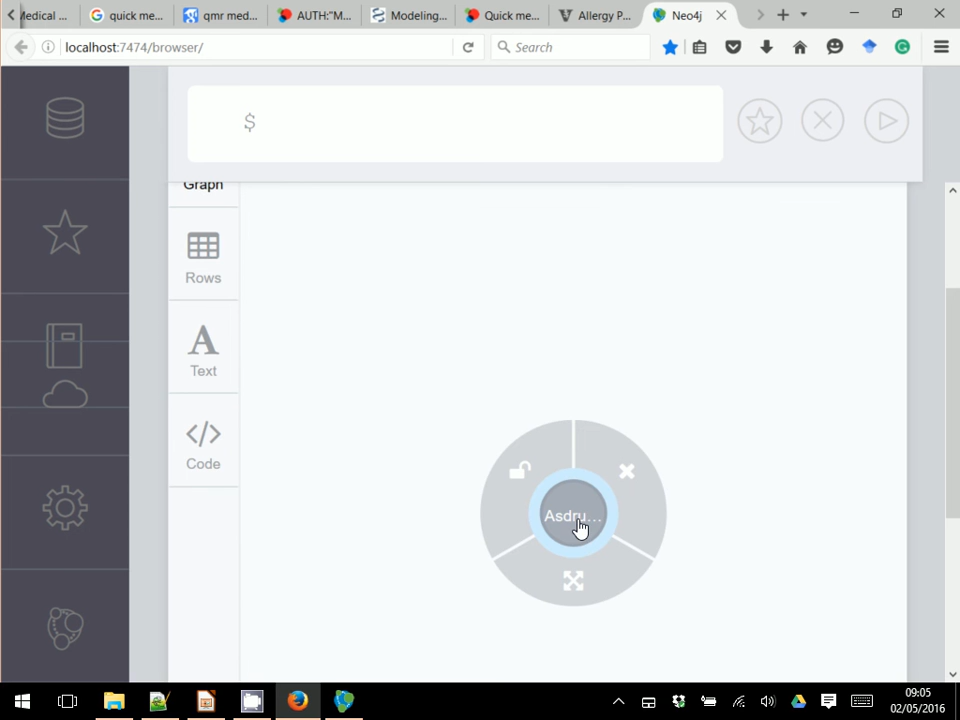 Medical ...
quick me...
qmr med...
AUTH:"M...
Modeling...
Quick me...
Allergy P...
Neo4j
localhost:7474/browser/
Search
$
Graph
Rows
Text
Code
Asdru...
09:05
02/05/2016